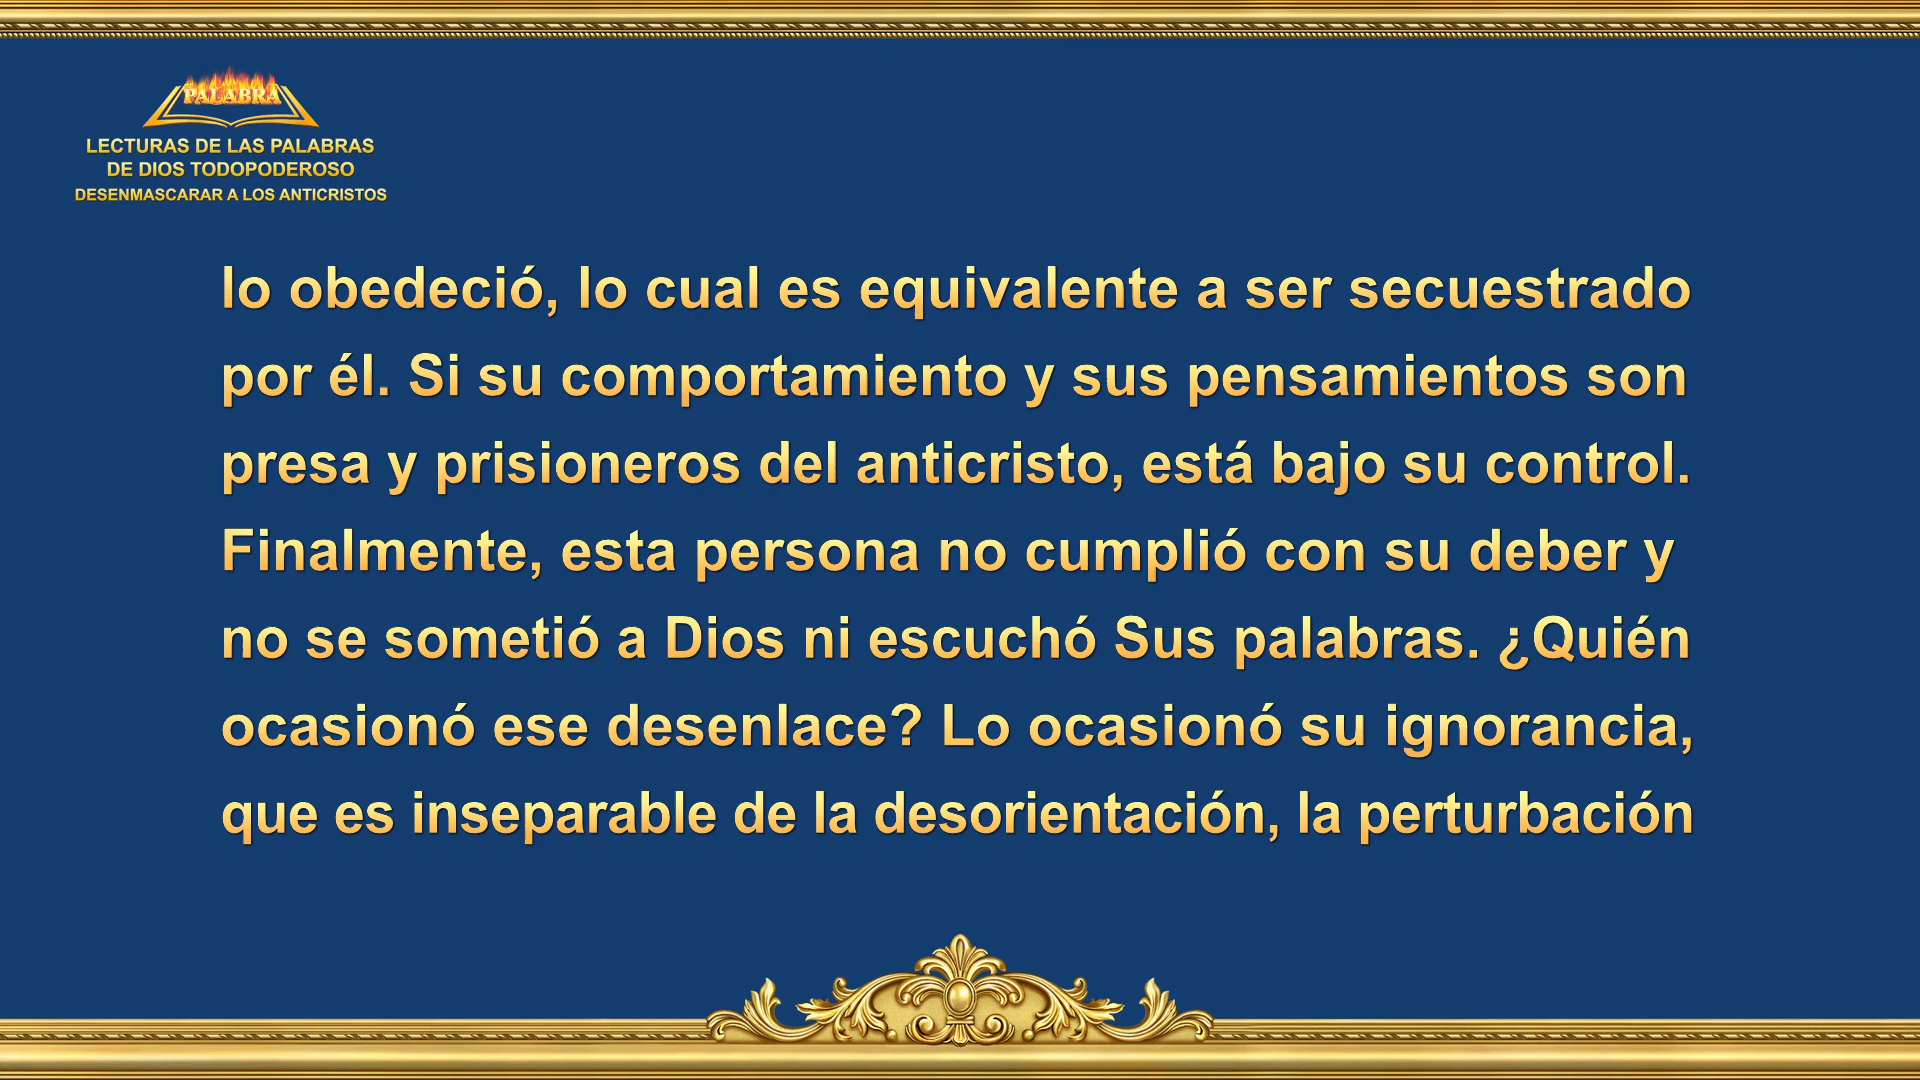 PALABRA
LECTURAS DE LAS PALABRAS
DE DIOS TODOPODEROSO
DESENMASCARAR A LOS ANTICRISTOS
lo obedeció, lo cual es equivalente a ser secuestrado
por él. Si su comportamiento y sus pensamientos son
presa y prisioneros del anticristo, está bajo su control.
Finalmente, esta persona no cumplió con su deber y
no se sometió a Dios ni escuchó Sus palabras. ¿Quién
ocasionó ese desenlace? Lo ocasionó su ignorancia,
que es inseparable de la desorientación, la perturbación